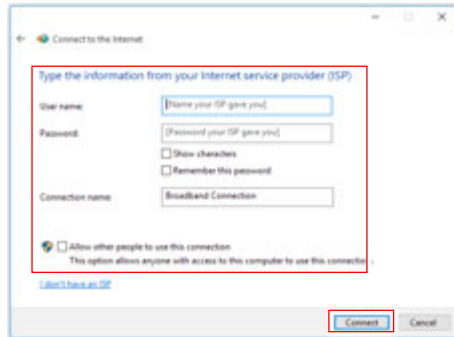 Connect to the Internet
Type the information from your Internet service provider (ISP)
User name:
[Name your ISP gave you]
Password:
[Password your ISP gave you]
Show characters
Remember this password
Connection name:
Broadband Connection
Allow other people to use this connection
This option allows anyone with access to this computer to use this connection.
I don't have an ISP
Connect
Cancel